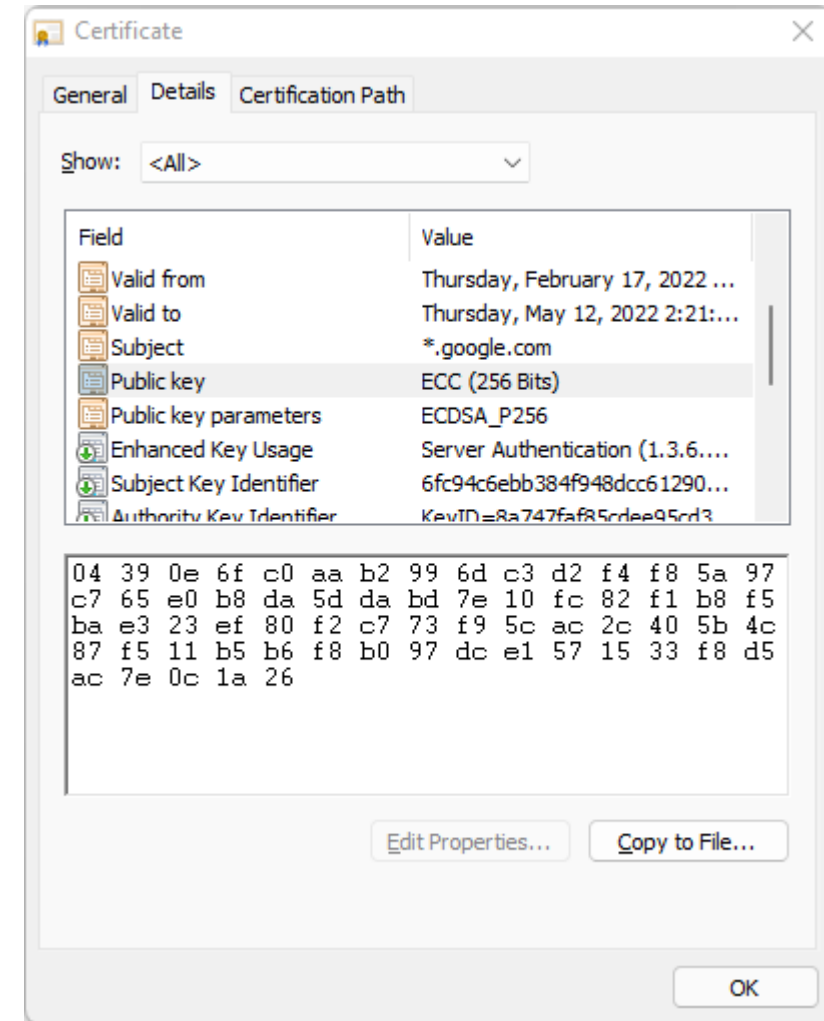 Certificate
General Details Certification Path
Show: <All>
Field Value
Valid from Thursday, February 17, 2022 ...
Valid to Thursday, May 12, 2022 2:21:...
Subject *.google.com
Public key ECC (256 Bits)
Public key parameters ECDSA_P256
Enhanced Key Usage Server Authentication (1.3.6....
Subject Key Identifier 6fc94c6ebb384f948dcc61290...
Authority Key Identifier KeyID=8a747faf85cdee95cd3
04 39 0e 6f c0 aa b2 99 6d c3 d2 f4 f8 5a 97
c7 65 e0 b8 da 5d da bd 7e 10 fc 82 f1 b8 f5
ba e3 23 ef 80 f2 c7 73 f9 5c ac 2c 40 5b 4c
87 f5 11 b5 b6 f8 b0 97 dc e1 57 15 33 f8 d5
ac 7e 0c 1a 26
Edit Properties... Copy to File...
OK